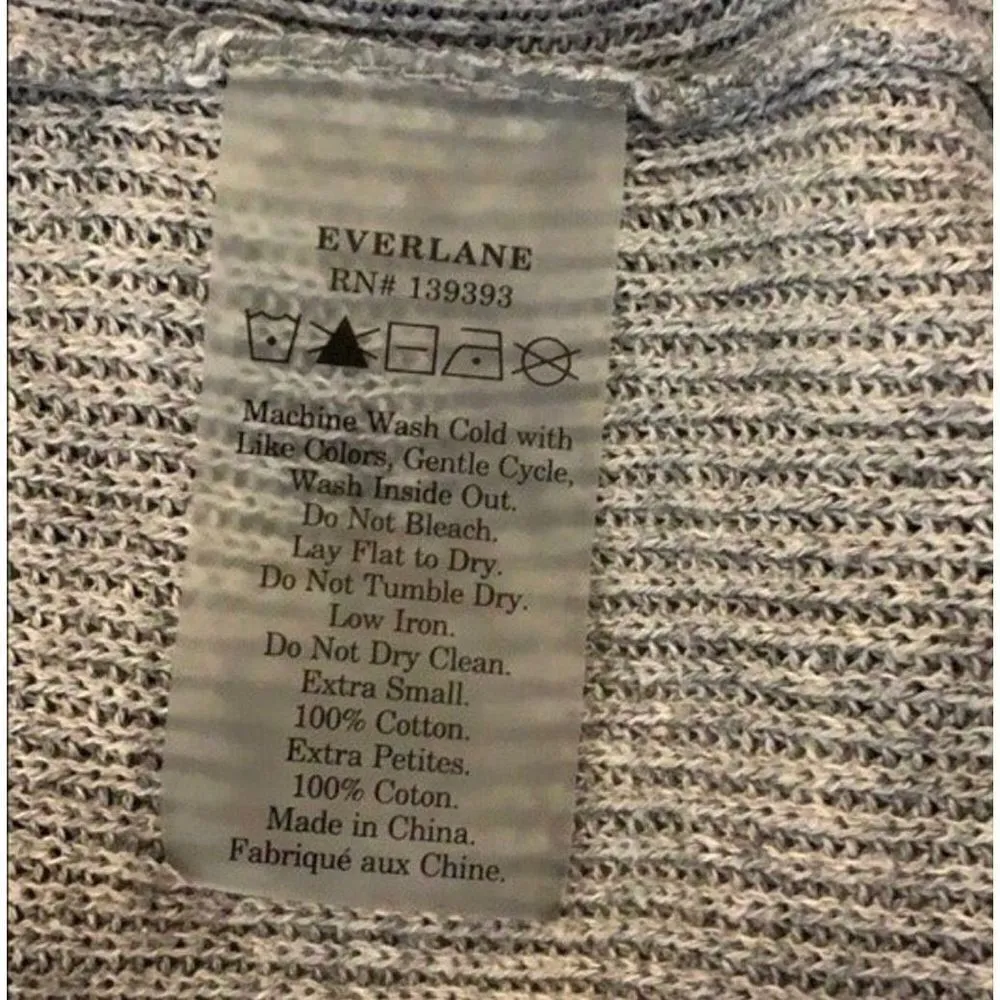 EVERLANE
RN# 139393
Machine Wash Cold with
Like Colors, Gentle Cycle,
Wash Inside Out.
Do Not Bleach.
Lay Flat to Dry.
Do Not Tumble Dry.
Low Iron.
Do Not Dry Clean.
Extra Small.
100% Cotton.
Extra Petites.
100% Coton.
Made in China.
Fabriqué aux Chine.